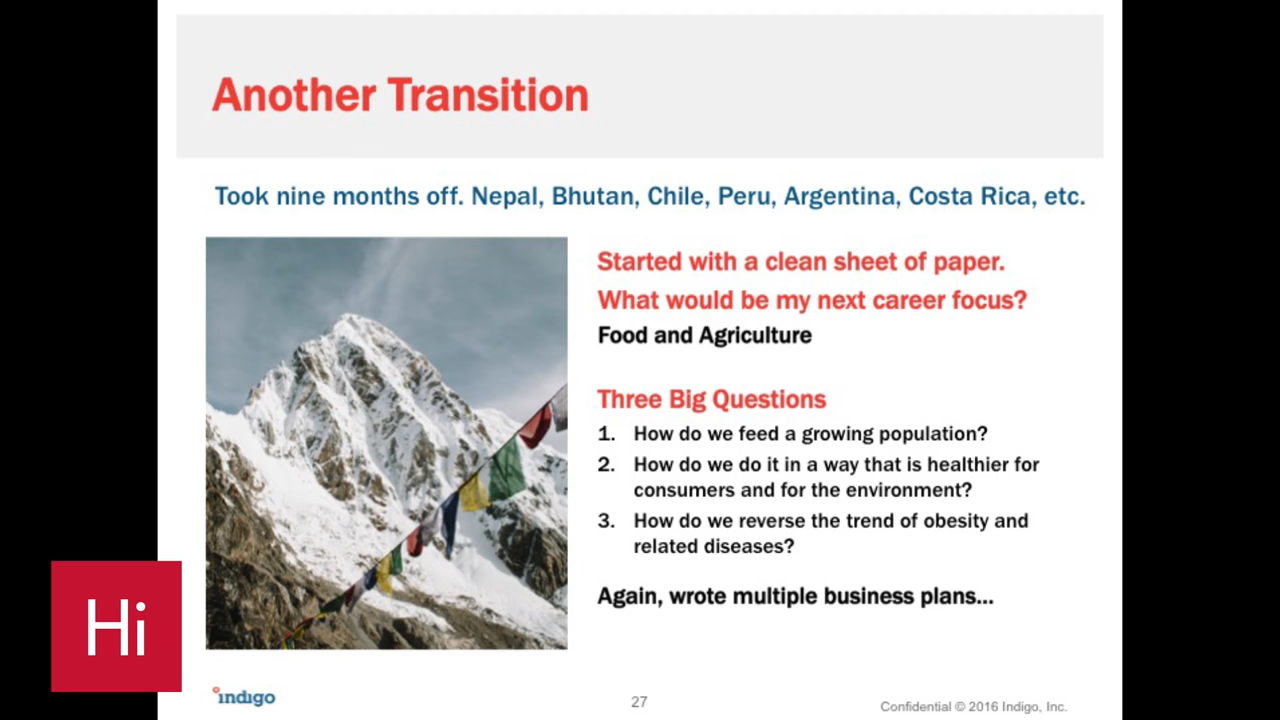 Another Transition
Took nine months off. Nepal, Bhutan, Chile, Peru, Argentina, Costa Rica, etc.
Started with a clean sheet of paper.
What would be my next career focus?
Food and Agriculture
Three Big Questions
1. How do we feed a growing population?
2. How do we do it in a way that is healthier for
consumers and for the environment?
3. How do we reverse the trend of obesity and
related diseases?
Again, wrote multiple business plans...
Hi
indigo
27
Confidential © 2016 Indigo, Inc.